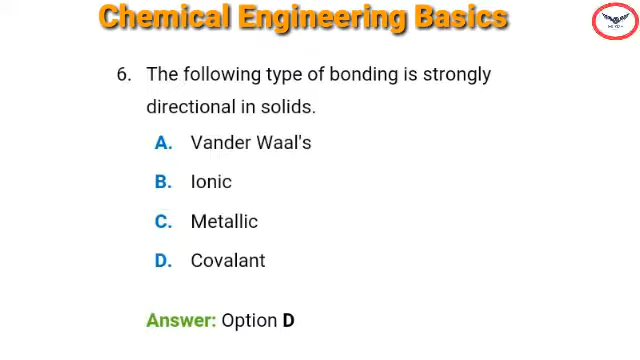 Chemical Engineering Basics
6. The following type of bonding is strongly
directional in solids.
A. Vander Waal's
B. Ionic
C. Metallic
D. Covalant
Answer: Option D